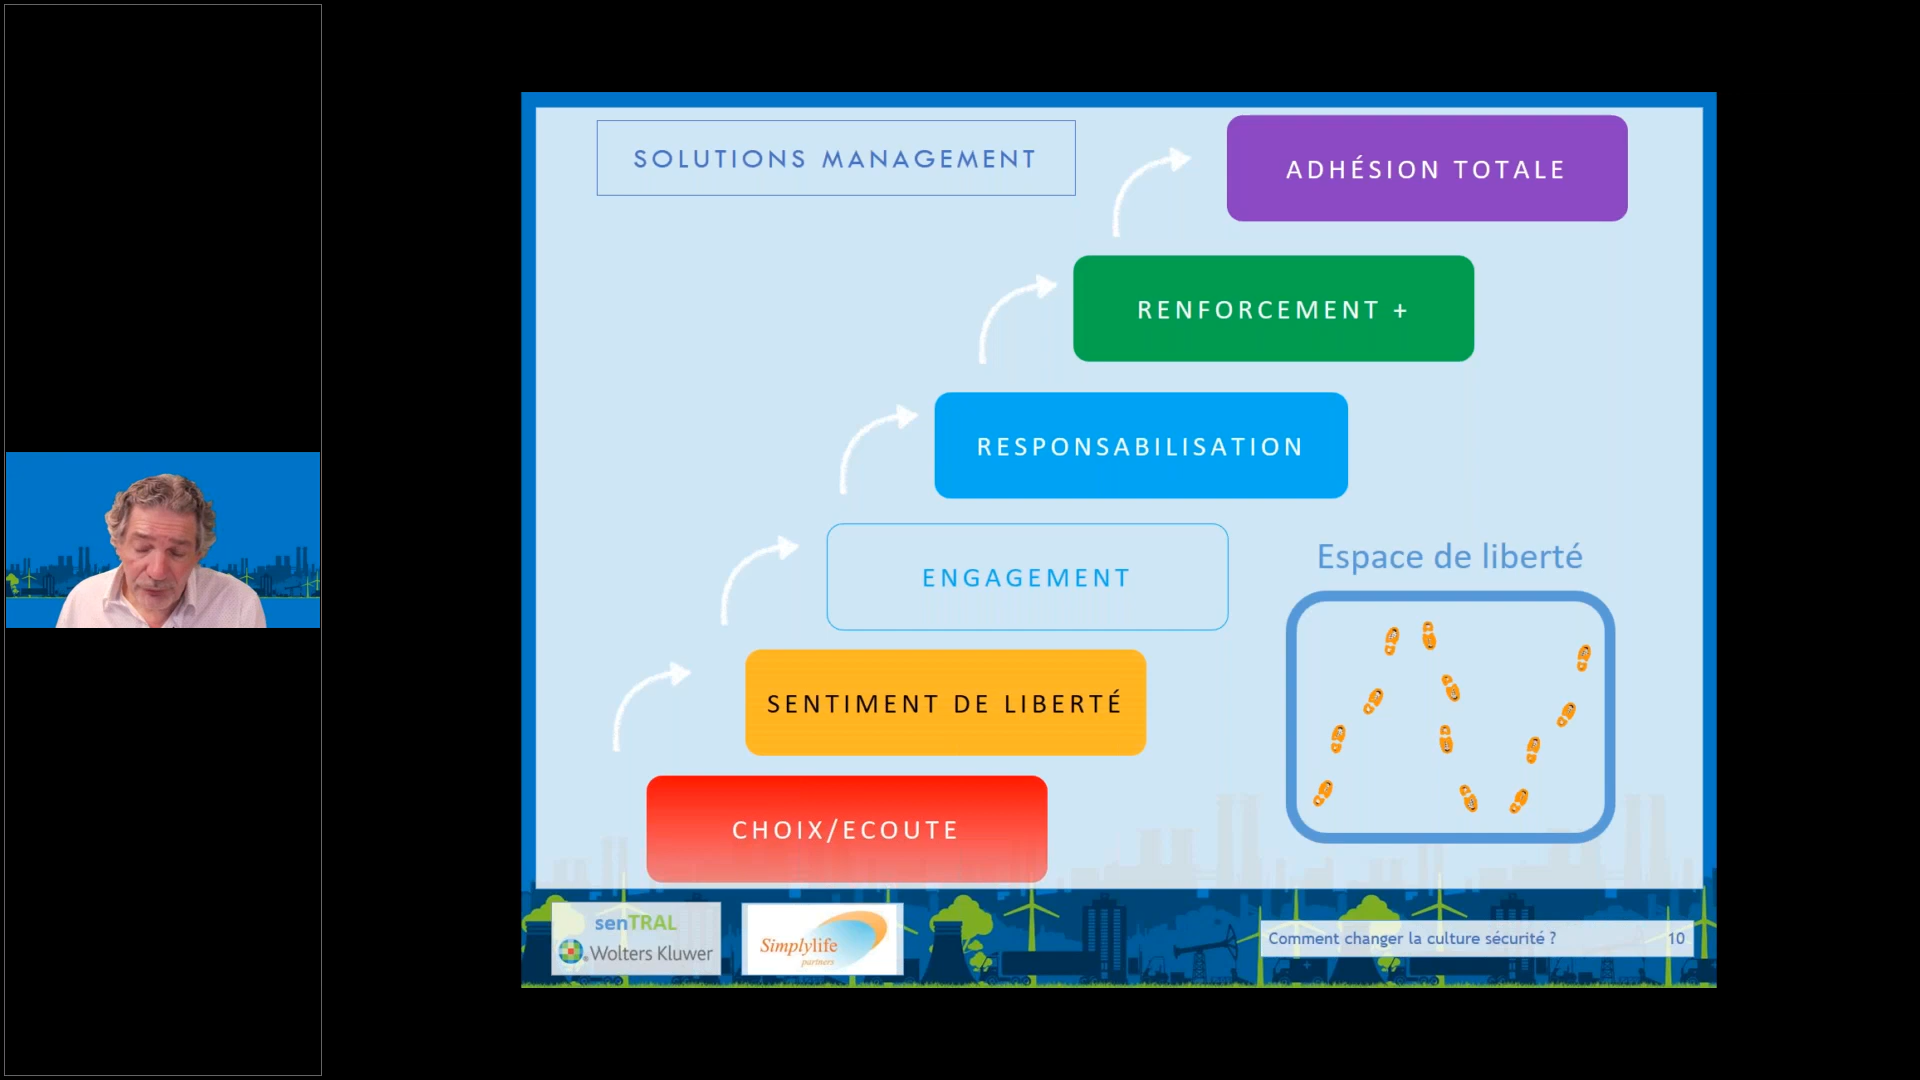 SOLUTIONS MANAGEMENT
ADHÉSION TOTALE
RENFORCEMENT +
RESPONSABILISATION
ENGAGEMENT
Espace de liberté
SENTIMENT DE LIBERTÉ
CHOIX/ECOUTE
senTRAL
Wolters Kluwer
Simplylife
partners
Comment changer la culture sécurité ? 10